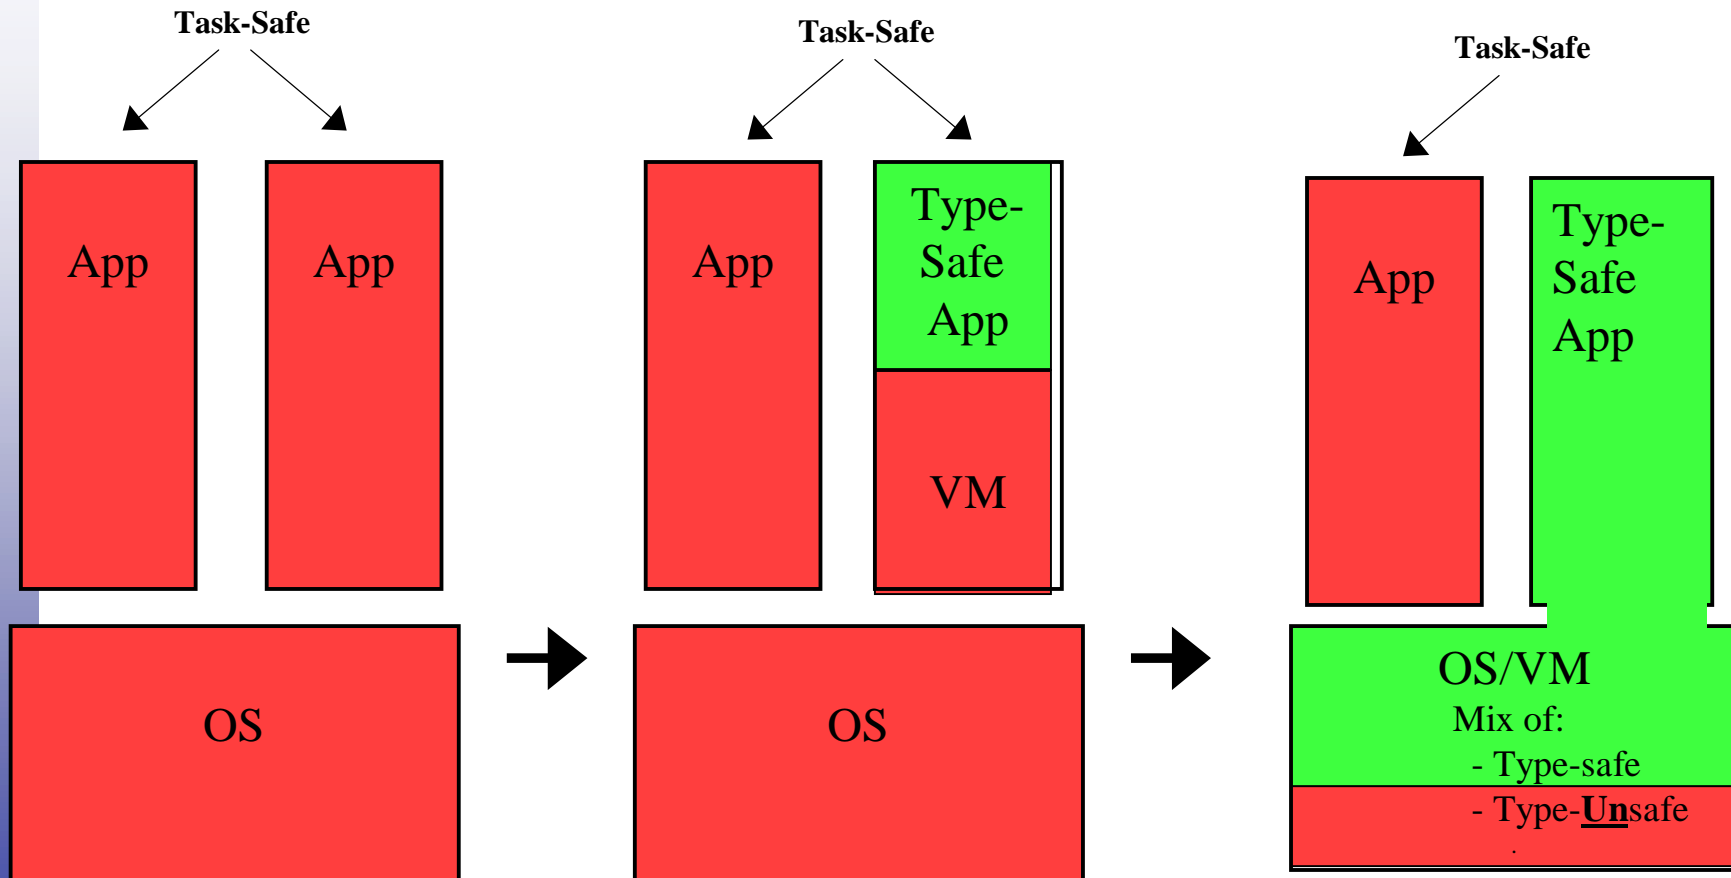 Task-Safe
App
App
OS
Task-Safe
App
Type-
Safe
App
VM
OS
Task-Safe
App
Type-
Safe
App
OS/VM
Mix of:
- Type-safe
- Type-Unsafe
.